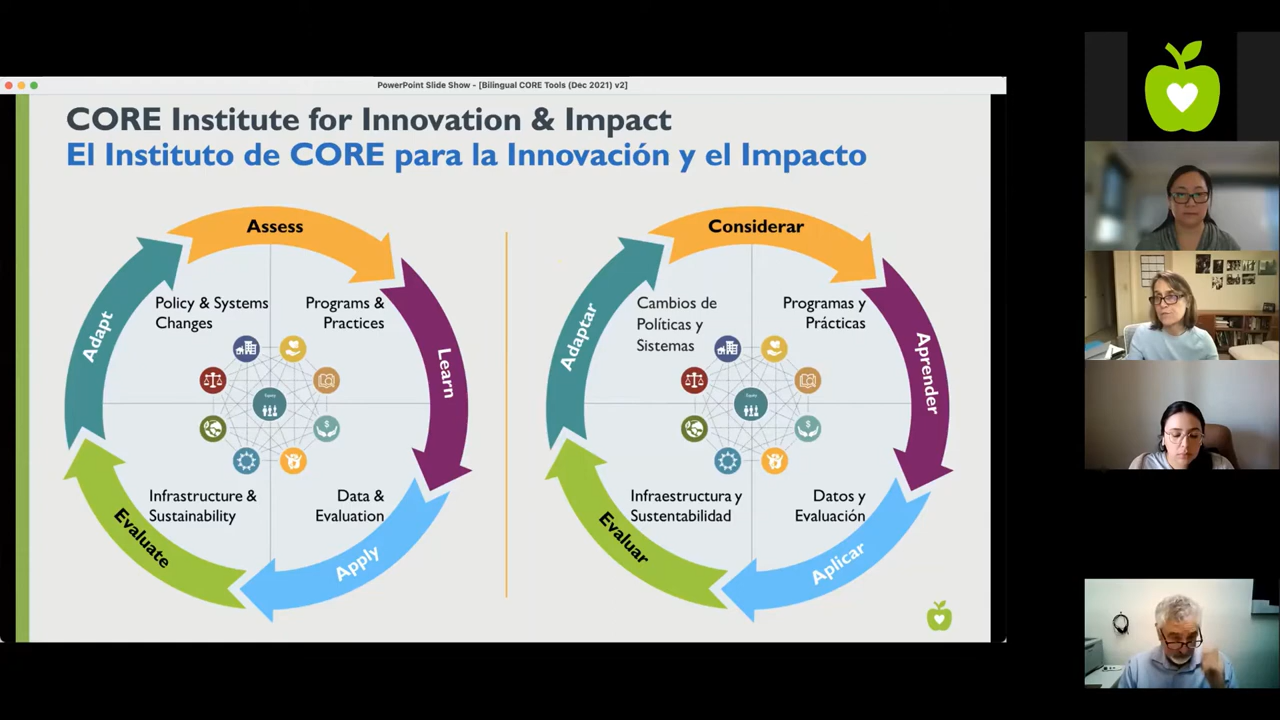 PowerPoint Slide Show - [Bilingual CORE Tools (Dec 2021) v2]
CORE Institute for Innovation & Impact
El Instituto de CORE para la Innovación y el Impacto
Assess
Policy & Systems
Changes
Programs &
Practices
Adapt
Learn
Infrastructure &
Sustainability
Data &
Evaluation
Evaluate
Apply
Considerar
Cambios de
Políticas y
Sistemas
Programas y
Prácticas
Adaptar
Aprender
Infraestructura y
Sustentabilidad
Datos y
Evaluación
Evaluar
Aplicar